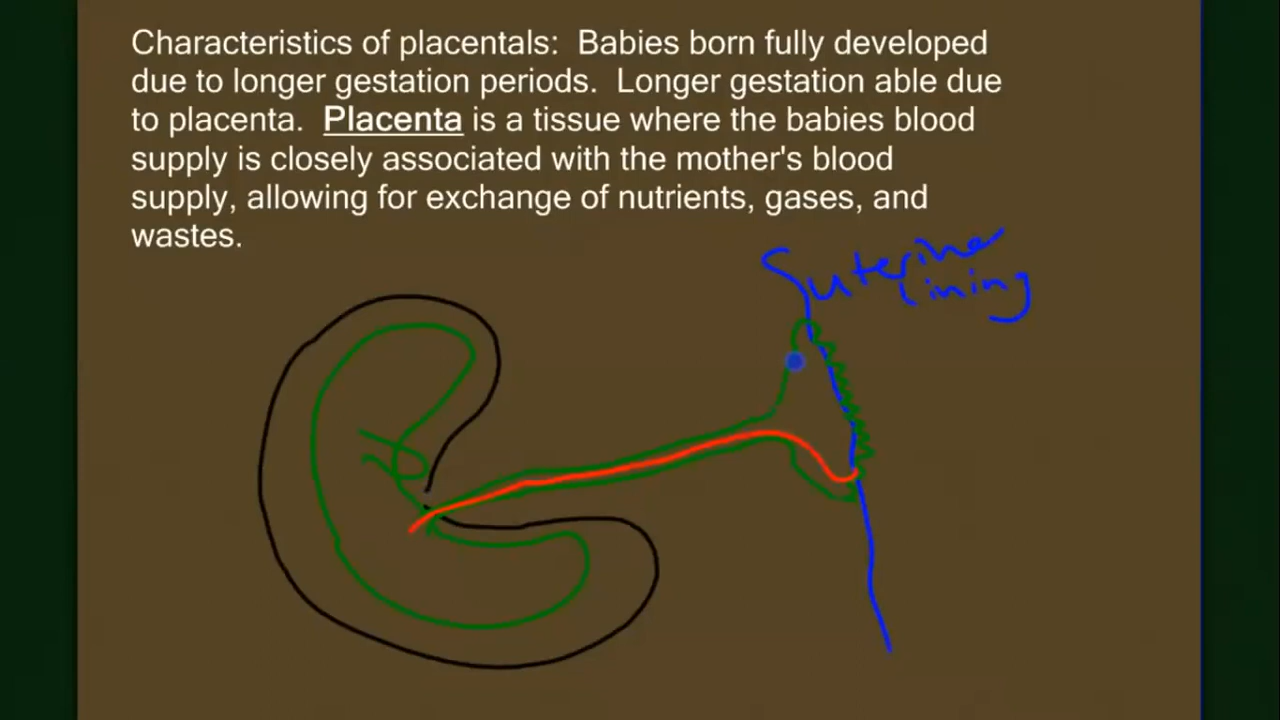 Characteristics of placentals:  Babies born fully developed
due to longer gestation periods.  Longer gestation able due
to placenta.  Placenta is a tissue where the babies blood
supply is closely associated with the mother's blood
supply, allowing for exchange of nutrients, gases, and
wastes.
uterine
lining